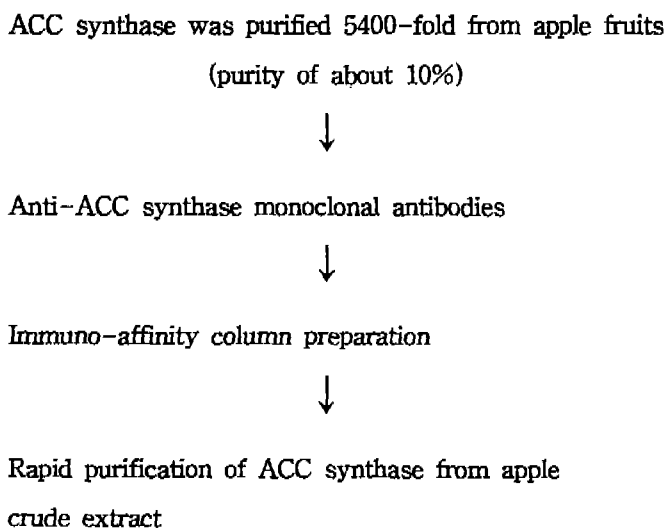 ACC synthase was purified 5400-fold from apple fruits
(purity of about 10%)
↓
Anti-ACC synthase monoclonal antibodies
↓
Immuno-affinity column preparation
↓
Rapid purification of ACC synthase from apple
crude extract